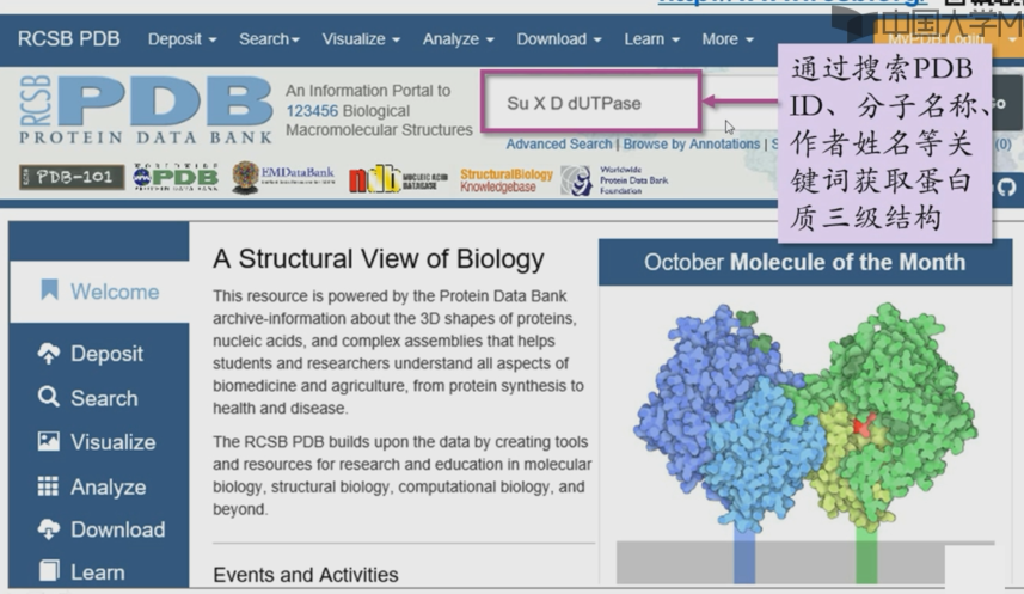 中国大学M
RCSB PDB
Deposit
Search
Visualize
Analyze
Download
Learn
More
MyPDB Login
RCSB
PDB
PROTEIN DATA BANK
An Information Portal to
123456 Biological
Macromolecular Structures
Su X D dUTPase
Advanced Search | Browse by Annotations | S
(0)
通过搜索PDB
ID、分子名称、
作者姓名等关
键词获取蛋白
质三级结构
PDB-101
WORLDWIDE
PDB
PROTEIN DATA BANK
EMDataBank
NUCLEIC ACID
DATABASE
StructuralBiology
Knowledgebase
Worldwide
Protein Data Bank
Foundation
Welcome
Deposit
Search
Visualize
Analyze
Download
Learn
A Structural View of Biology
This resource is powered by the Protein Data Bank
archive-information about the 3D shapes of proteins,
nucleic acids, and complex assemblies that helps
students and researchers understand all aspects of
biomedicine and agriculture, from protein synthesis to
health and disease.
The RCSB PDB builds upon the data by creating tools
and resources for research and education in molecular
biology, structural biology, computational biology, and
beyond.
Events and Activities
October Molecule of the Month